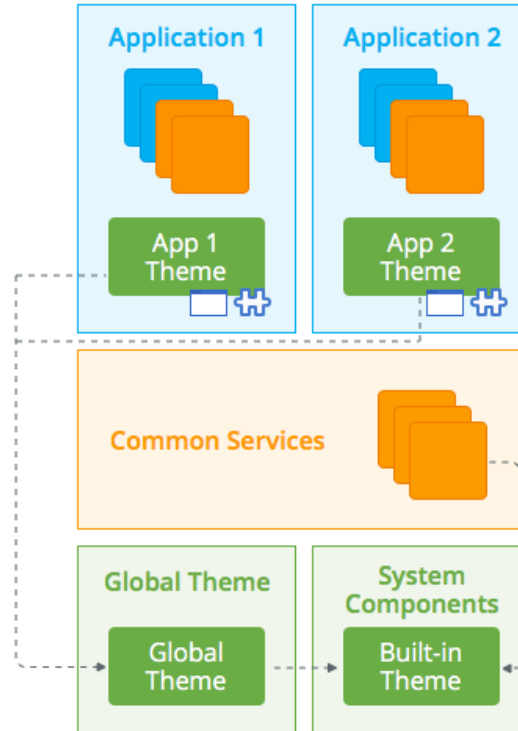 Application 1
Application 2
App 1
Theme
App 2
Theme
Common Services
Global Theme
System
Components
Global
Theme
Built-in
Theme